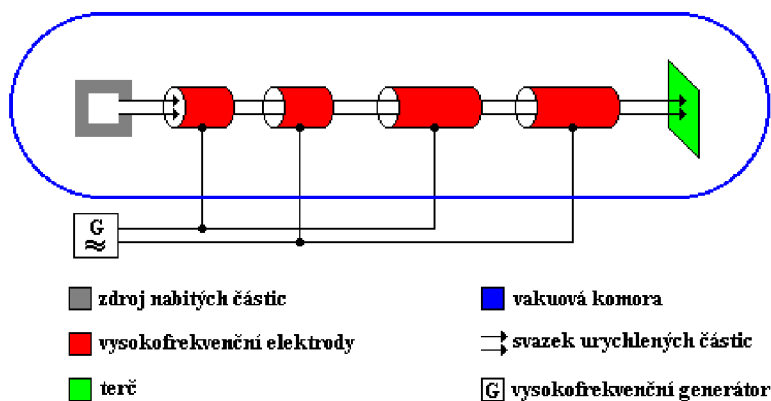 G
≈
zdroj nabitých částic
vakuová komora
vysokofrekvenční elektrody
svazek urychlených částic
terč
G vysokofrekvenční generátor